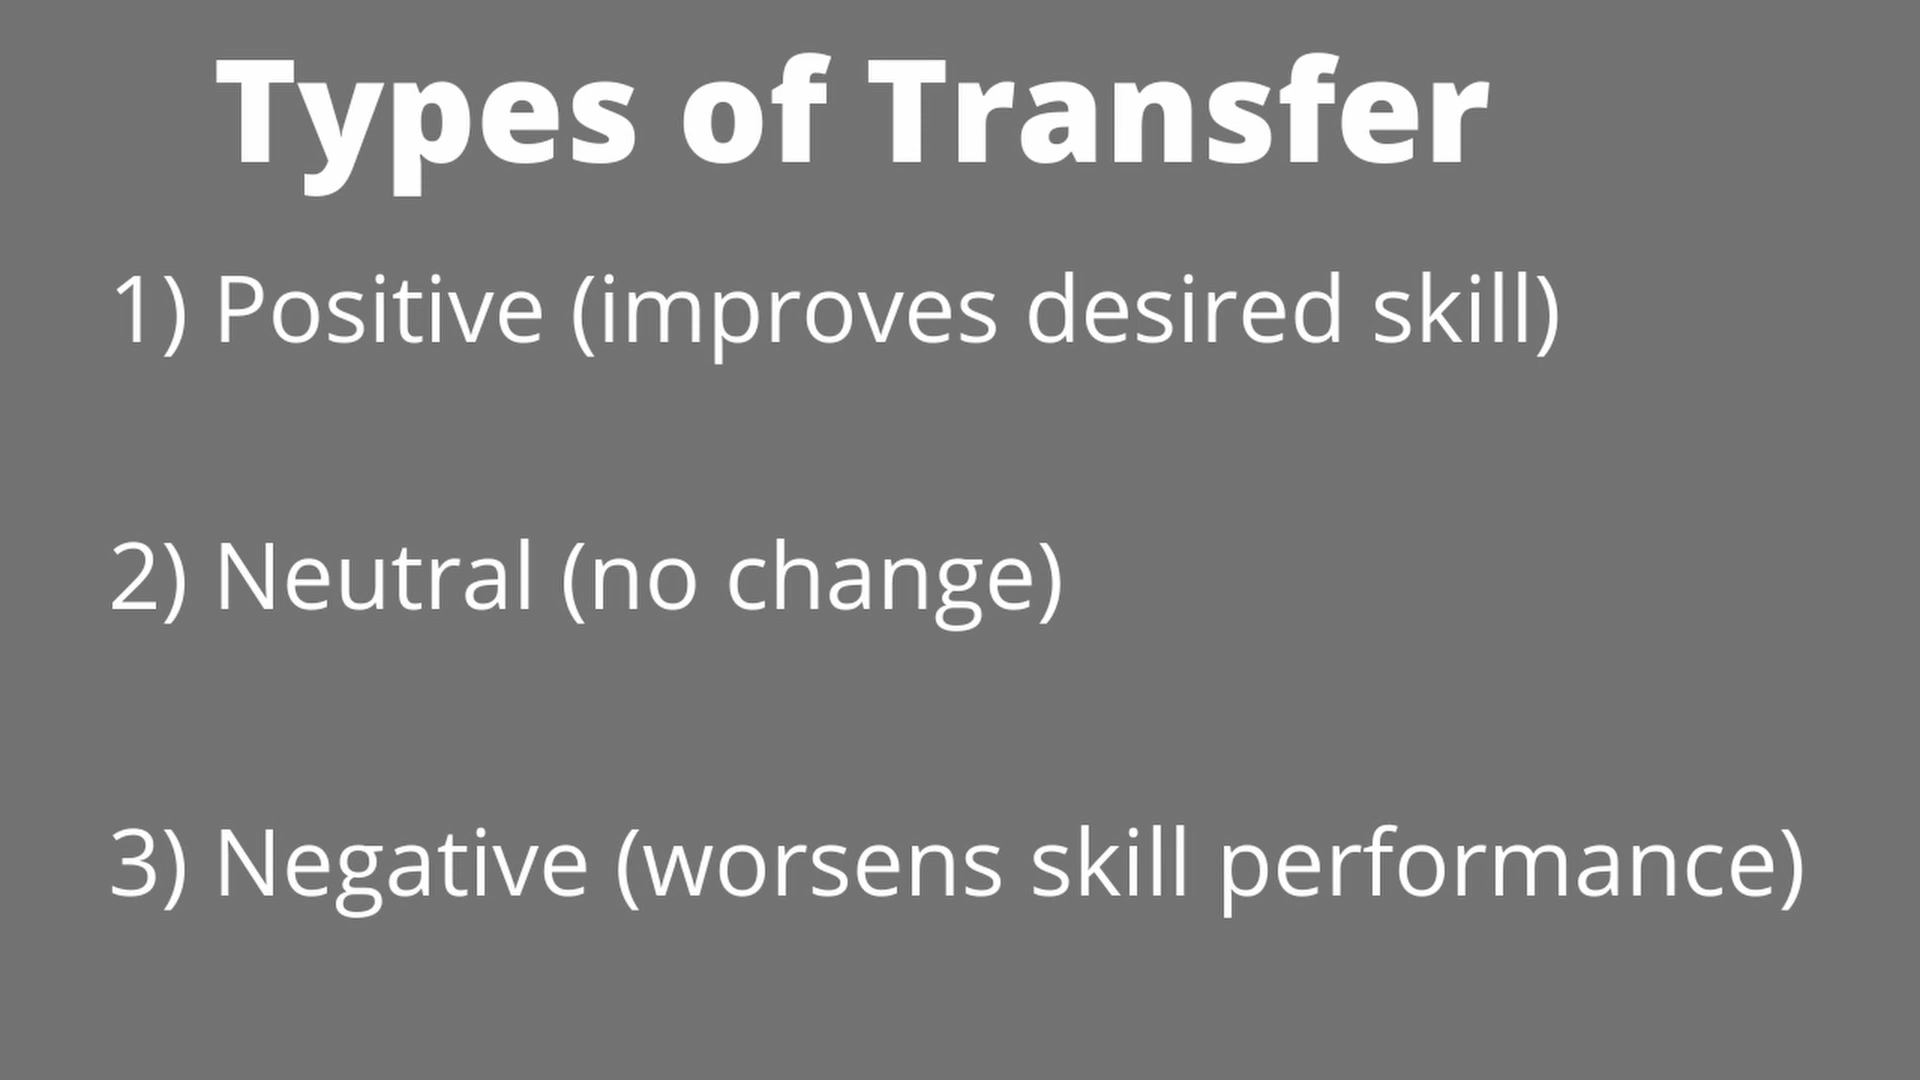 Types of Transfer
1) Positive (improves desired skill)
2) Neutral (no change)
3) Negative (worsens skill performance)